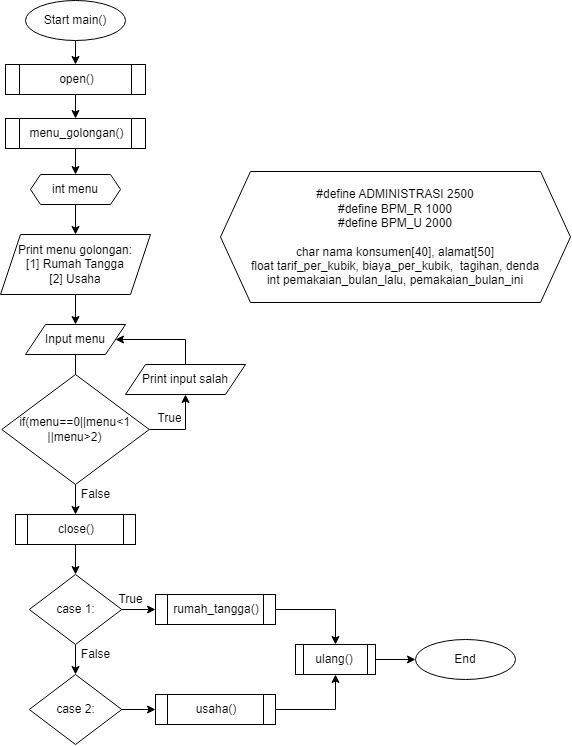 Start main()
open()
menu_golongan()
int menu
Print menu golongan:
[1] Rumah Tangga
[2] Usaha
#define ADMINISTRASI 2500
#define BPM_R 1000
#define BPM_U 2000
char nama konsumen[40], alamat[50]
float tarif_per_kubik, biaya_per_kubik, tagihan, denda
int pemakaian_bulan_lalu, pemakaian_bulan_ini
Input menu
Print input salah
if(menu==0||menu<1
||menu>2)
True
False
close()
case 1:
True
rumah_tangga()
False
ulang()
End
case 2:
usaha()